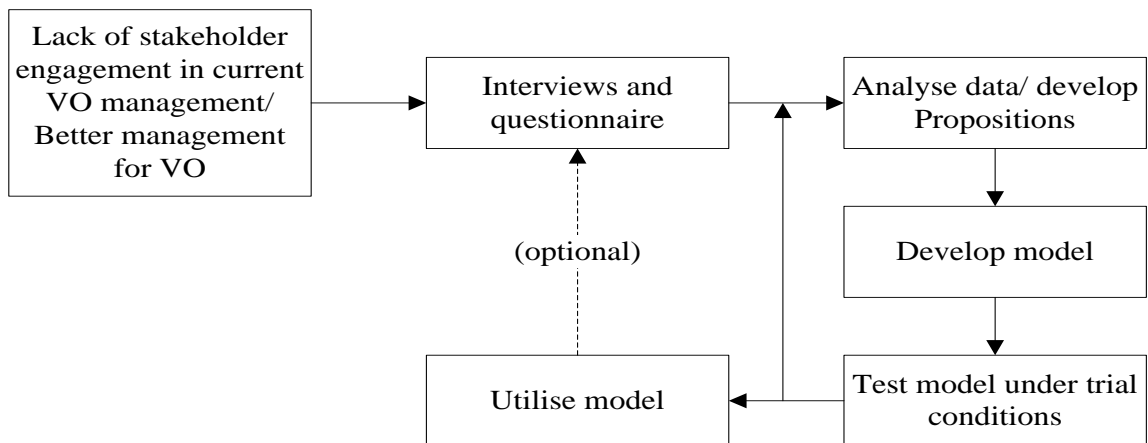 Lack of stakeholder
engagement in current
VO management/
Better management
for VO
Interviews and
questionnaire
Analyse data/ develop
Propositions
Develop model
(optional)
Utilise model
Test model under trial
conditions